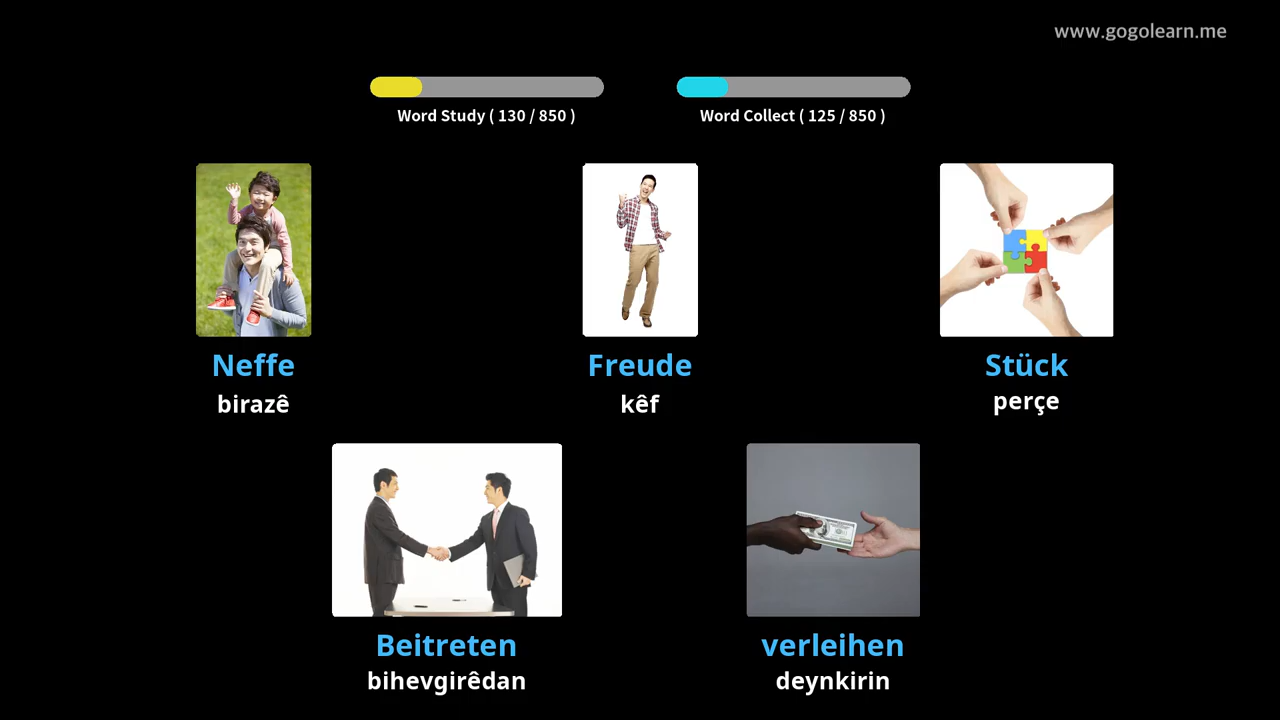 www.gogolearn.me
Word Study ( 130 / 850 )
Word Collect ( 125 / 850 )
Neffe
birazê
Freude
kêf
Stück
perçe
Beitreten
bihevgirêdan
verleihen
deynkirin